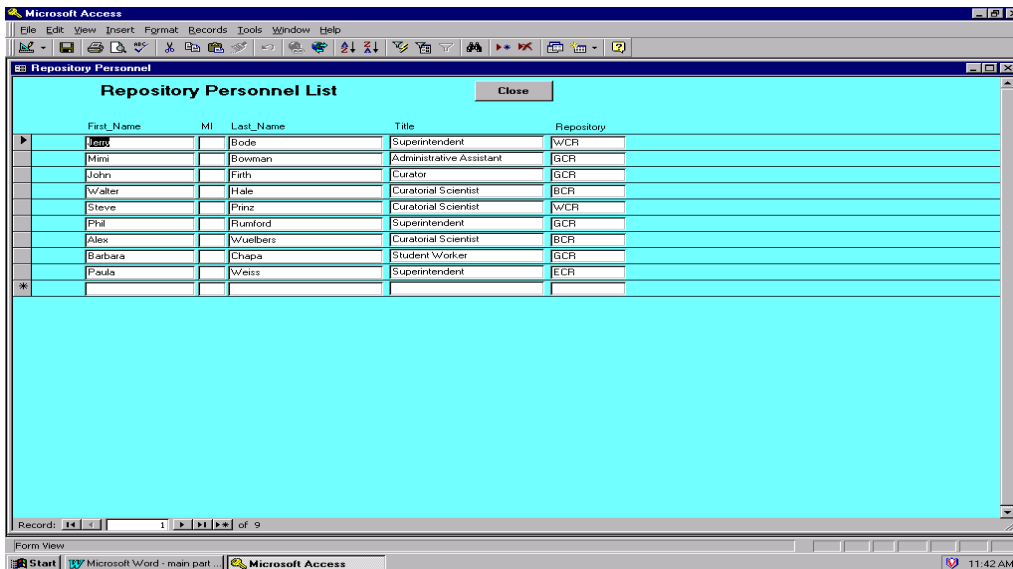 Microsoft Access
File Edit View Insert Format Records Tools Window Help
Repository Personnel
Repository Personnel List Close
First_Name MI Last_Name Title Repository
Jerry Bode Superintendent WCR
Mimi Bowman Administrative Assistant GCR
John Firth Curator GCR
Walter Hale Curatorial Scientist BCR
Steve Prinz Curatorial Scientist WCR
Phil Rumford Superintendent GCR
Alex Wuelbers Curatorial Scientist BCR
Barbara Chapa Student Worker GCR
Paula Weiss Superintendent ECR
Record: 1 of 9
Form View
Start Microsoft Word - main part ... Microsoft Access 11:42 AM